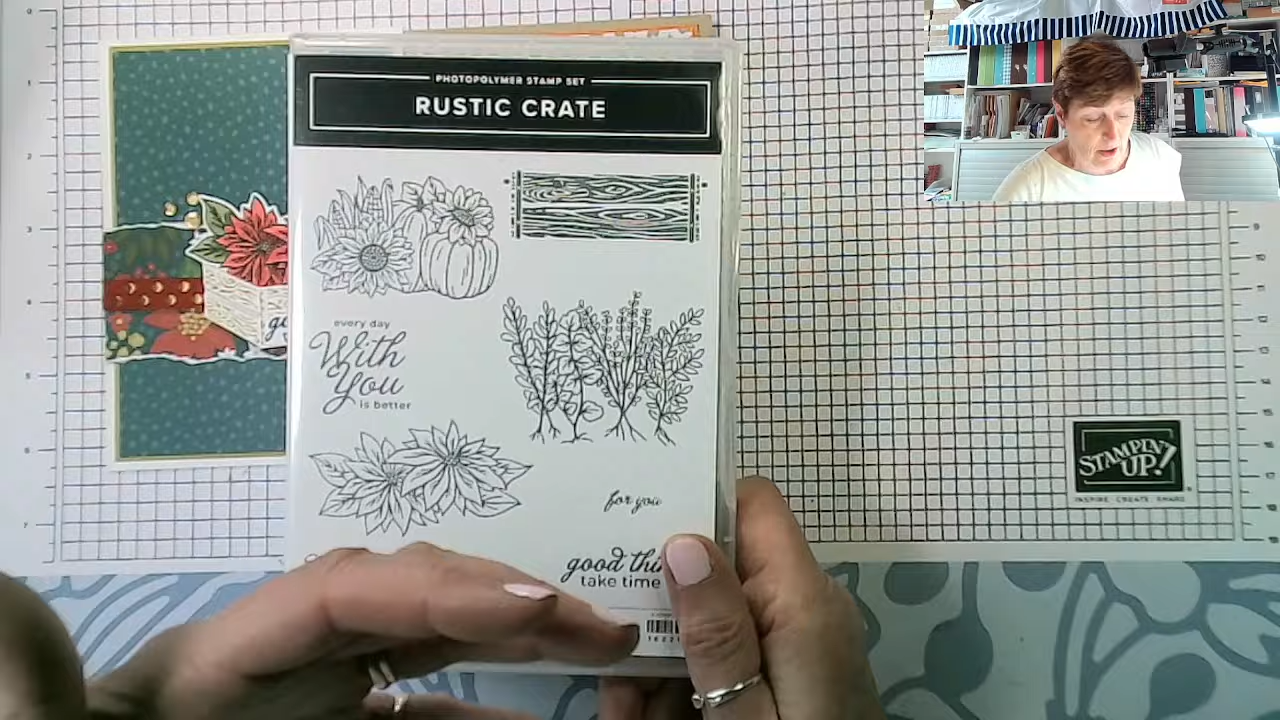 PHOTOPOLYMER STAMP SET
RUSTIC CRATE
every day
With
You
is better
for you
good
take time
STAMPIN'
UP!
INSPIRE · CREATE · SHARE